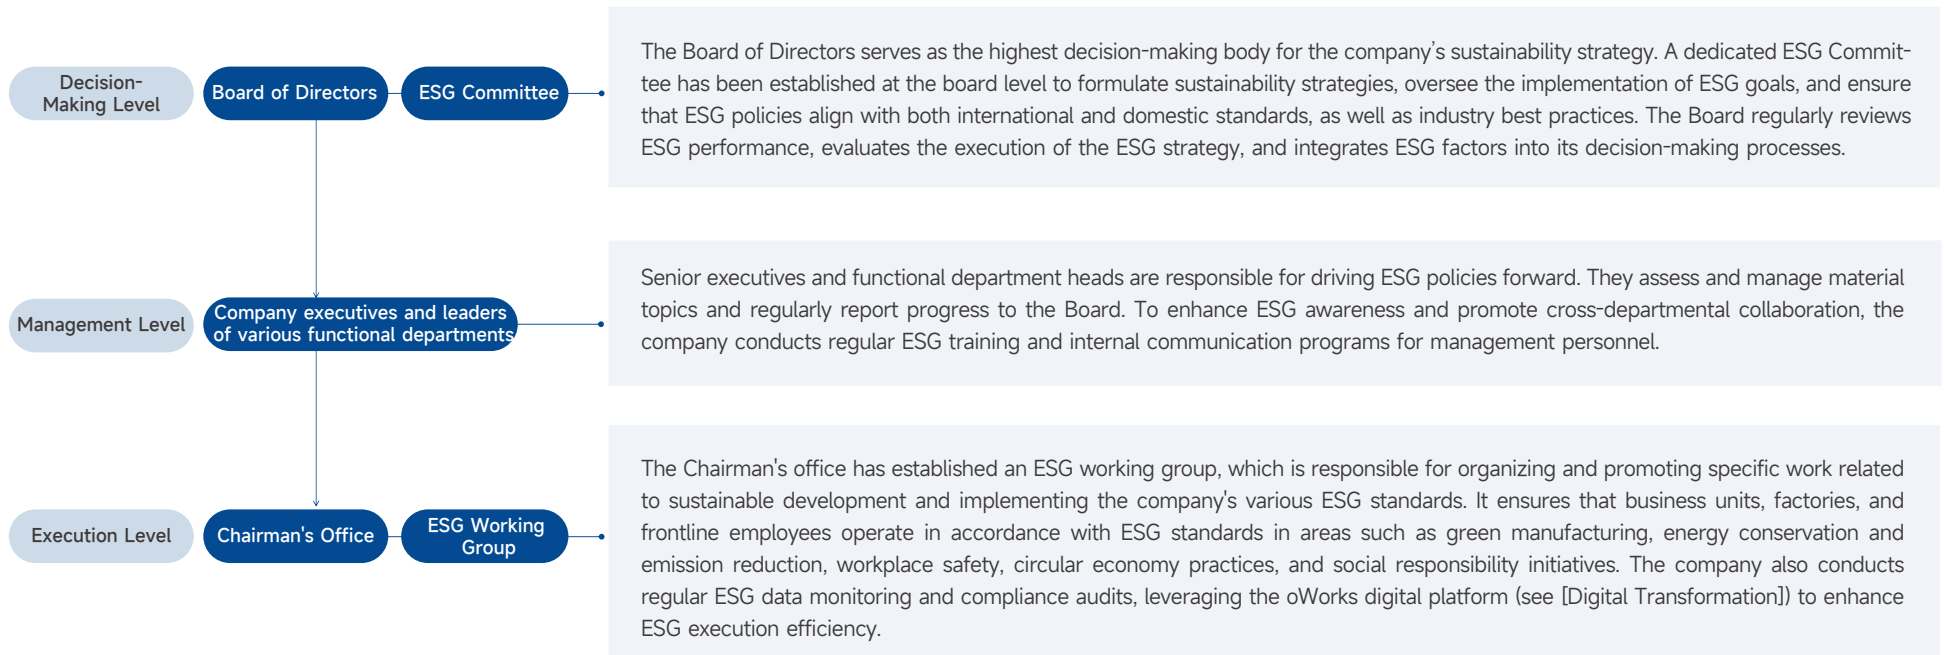 Decision-
Making Level
Board of Directors
ESG Committee
The Board of Directors serves as the highest decision-making body for the company’s sustainability strategy. A dedicated ESG Commit-
tee has been established at the board level to formulate sustainability strategies, oversee the implementation of ESG goals, and ensure
that ESG policies align with both international and domestic standards, as well as industry best practices. The Board regularly reviews
ESG performance, evaluates the execution of the ESG strategy, and integrates ESG factors into its decision-making processes.
Management Level
Company executives and leaders
of various functional departments
Senior executives and functional department heads are responsible for driving ESG policies forward. They assess and manage material
topics and regularly report progress to the Board. To enhance ESG awareness and promote cross-departmental collaboration, the
company conducts regular ESG training and internal communication programs for management personnel.
Execution Level
Chairman's Office
ESG Working
Group
The Chairman's office has established an ESG working group, which is responsible for organizing and promoting specific work related
to sustainable development and implementing the company's various ESG standards. It ensures that business units, factories, and
frontline employees operate in accordance with ESG standards in areas such as green manufacturing, energy conservation and
emission reduction, workplace safety, circular economy practices, and social responsibility initiatives. The company also conducts
regular ESG data monitoring and compliance audits, leveraging the oWorks digital platform (see [Digital Transformation]) to enhance
ESG execution efficiency.